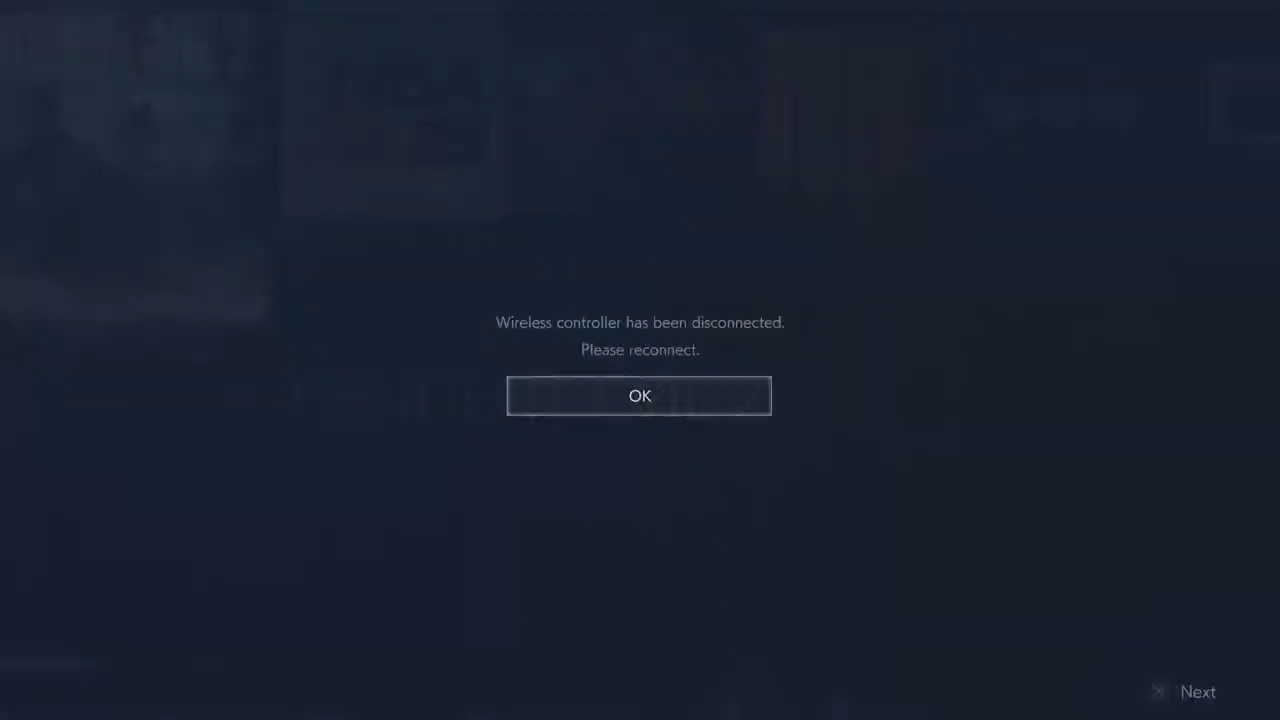 Wireless controller has been disconnected.
Please reconnect.
OK
Next